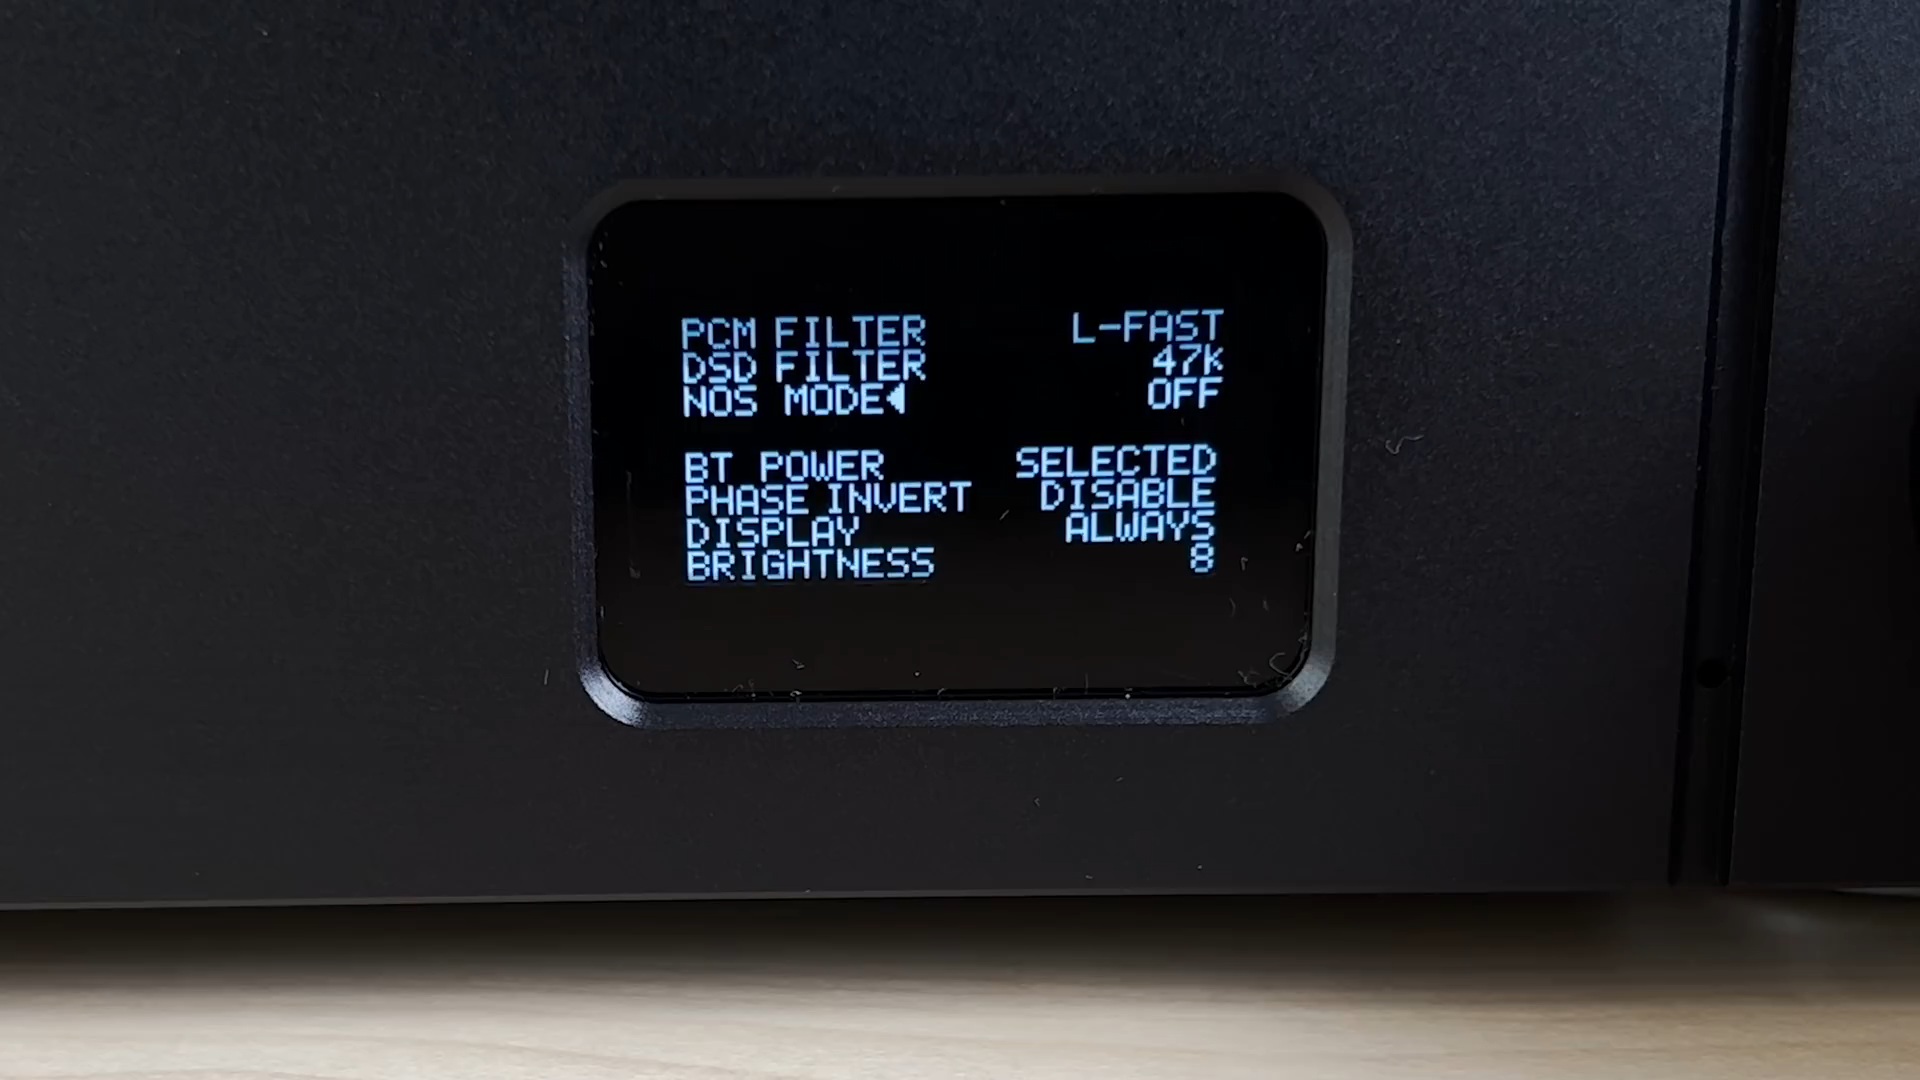 PCM FILTER L-FAST
DSD FILTER 47K
NOS MODE◀ OFF
BT POWER SELECTED
PHASE INVERT DISABLE
DISPLAY ALWAYS
BRIGHTNESS 8